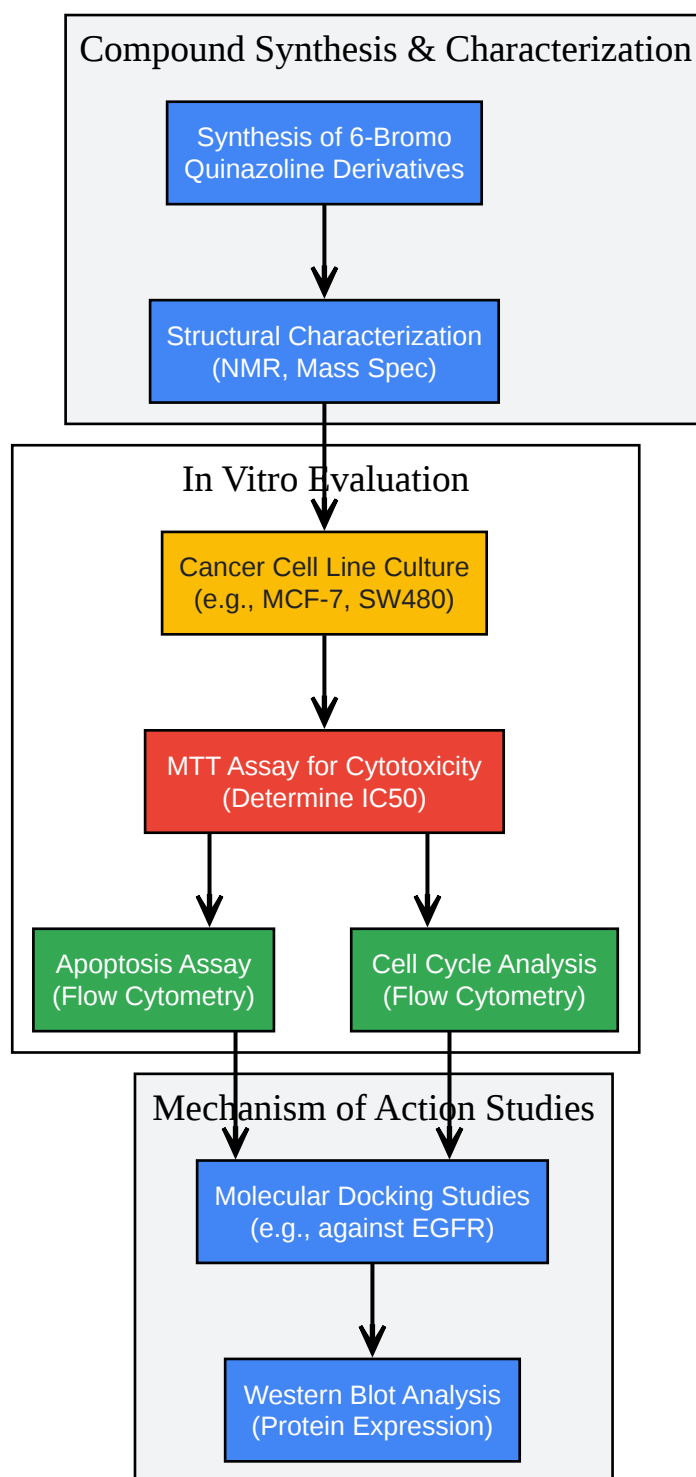 Compound Synthesis & Characterization
Synthesis of 6-Bromo
Quinazoline Derivatives
Structural Characterization
(NMR, Mass Spec)
In Vitro Evaluation
Cancer Cell Line Culture
(e.g., MCF-7, SW480)
MTT Assay for Cytotoxicity
(Determine IC50)
Apoptosis Assay
(Flow Cytometry)
Cell Cycle Analysis
(Flow Cytometry)
Mechanism of Action Studies
Molecular Docking Studies
(e.g., against EGFR)
Western Blot Analysis
(Protein Expression)